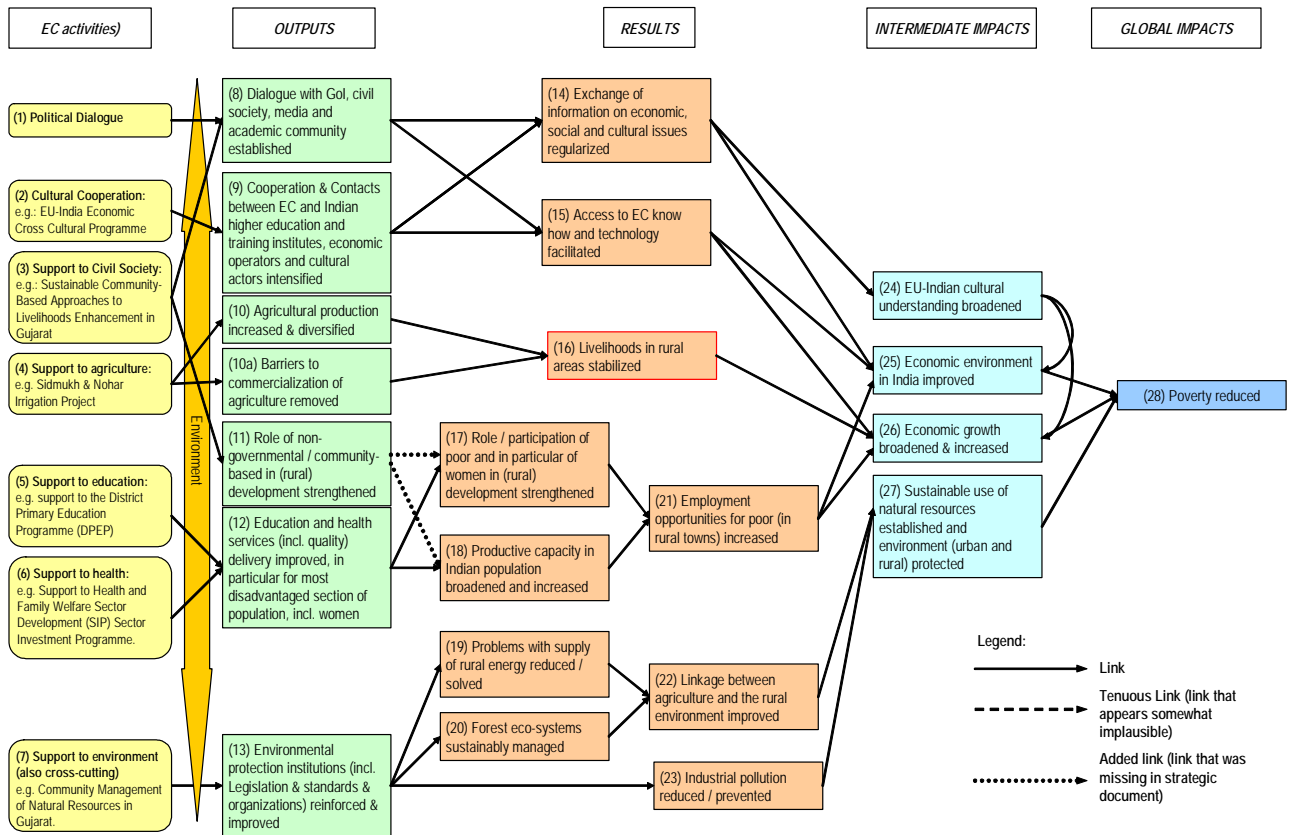 EC activities)
OUTPUTS
RESULTS
INTERMEDIATE IMPACTS
GLOBAL IMPACTS
(1) Political Dialogue
(2) Cultural Cooperation:
e.g.: EU-India Economic
Cross Cultural Programme
(3) Support to Civil Society:
e.g.: Sustainable Community-
Based Approaches to
Livelihoods Enhancement in
Gujarat
(4) Support to agriculture:
e.g. Sidmukh & Nohar
Irrigation Project
(5) Support to education:
e.g. support to the District
Primary Education
Programme (DPEP)
(6) Support to health:
e.g. Support to Health and
Family Welfare Sector
Development (SIP) Sector
Investment Programme.
(7) Support to environment
(also cross-cutting)
e.g. Community Management
of Natural Resources in
Gujarat.
Environment
(8) Dialogue with GoI, civil
society, media and
academic community
established
(9) Cooperation & Contacts
between EC and Indian
higher education and
training institutes, economic
operators and cultural
actors intensified
(10) Agricultural production
increased & diversified
(10a) Barriers to
commercialization of
agriculture removed
(11) Role of non-
governmental / community-
based in (rural)
development strengthened
(12) Education and health
services (incl. quality)
delivery improved, in
particular for most
disadvantaged section of
population, incl. women
(13) Environmental
protection institutions (incl.
Legislation & standards &
organizations) reinforced &
improved
(14) Exchange of
information on economic,
social and cultural issues
regularized
(15) Access to EC know
how and technology
facilitated
(16) Livelihoods in rural
areas stabilized
(17) Role / participation of
poor and in particular of
women in (rural)
development strengthened
(18) Productive capacity in
Indian population
broadened and increased
(19) Problems with supply
of rural energy reduced /
solved
(20) Forest eco-systems
sustainably managed
(21) Employment
opportunities for poor (in
rural towns) increased
(22) Linkage between
agriculture and the rural
environment improved
(23) Industrial pollution
reduced / prevented
(24) EU-Indian cultural
understanding broadened
(25) Economic environment
in India improved
(26) Economic growth
broadened & increased
(27) Sustainable use of
natural resources
established and
environment (urban and
rural) protected
(28) Poverty reduced
Legend:
Link
Tenuous Link (link that
appears somewhat
implausible)
Added link (link that was
missing in strategic
document)